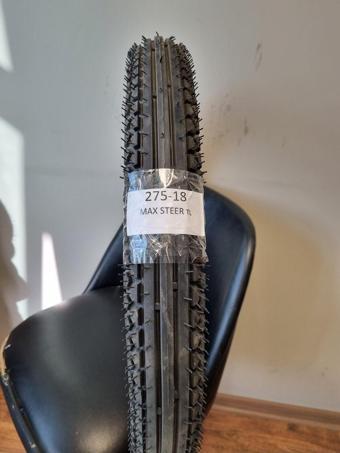 275-18
MAX STEER TL